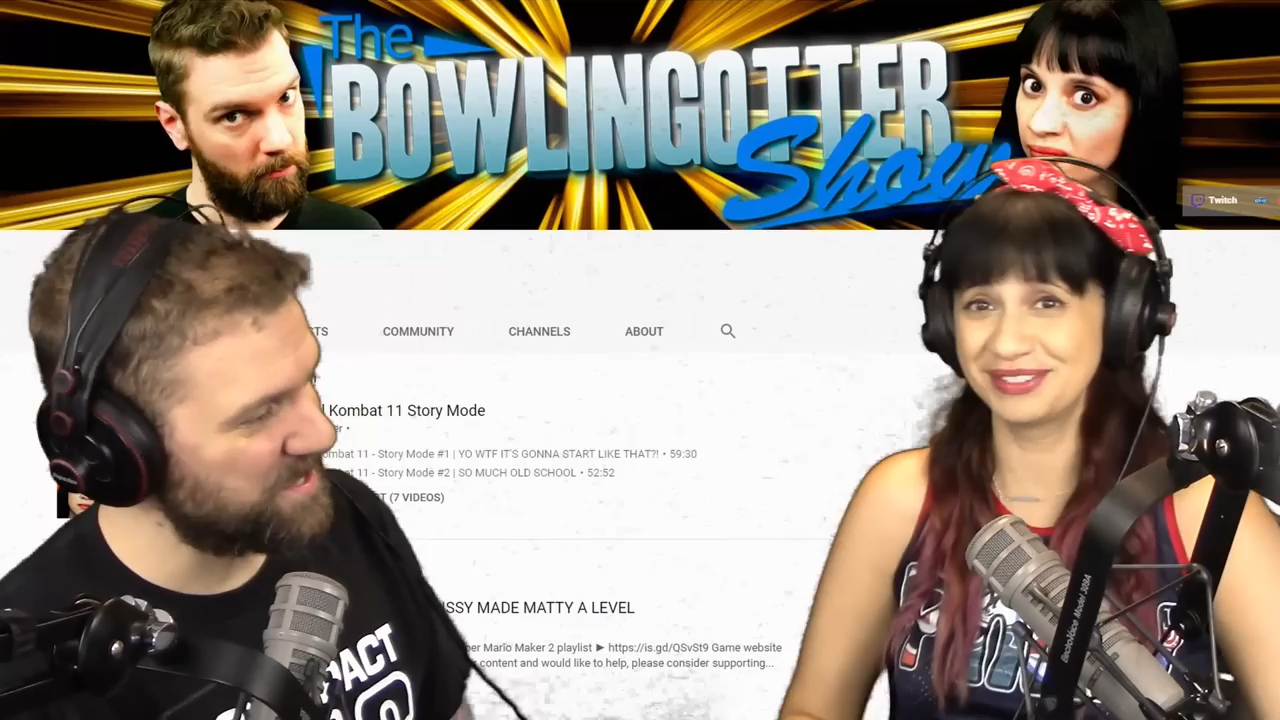 The
BOWLINGOTTER
Show
Twitch
COMMUNITY
CHANNELS
ABOUT
Kombat 11 Story Mode
11 - Story Mode #1 | YO WTF IT'S GONNA START LIKE THAT?! • 59:30
11 - Story Mode #2 | SO MUCH OLD SCHOOL • 52:52
(7 VIDEOS)
MADE MATTY A LEVEL
Mario Maker 2 playlist ► https://is.gd/QSvSt9 Game website
content and would like to help, please consider supporting...
ElectroVoice Model 309A